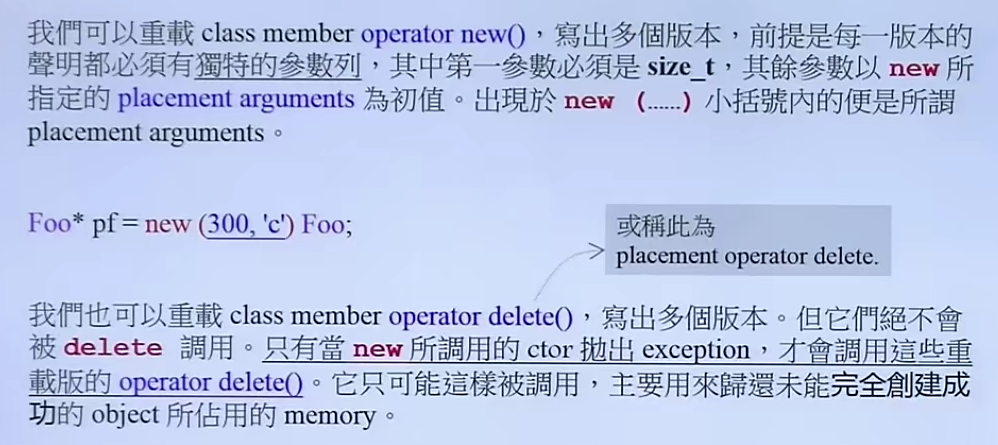 我們可以重載 class member operator new()，寫出多個版本，前提是每一版本的
聲明都必須有獨特的參數列，其中第一參數必須是 size_t，其餘參數以 new 所
指定的 placement arguments 為初值。出現於 new (......) 小括號內的便是所謂
placement arguments。
Foo* pf = new (300, 'c') Foo;
或稱此為
placement operator delete.
我們也可以重載 class member operator delete()，寫出多個版本。但它們絕不會
被 delete 調用。只有當 new 所調用的 ctor 拋出 exception，才會調用這些重
載版的 operator delete()。它只可能這樣被調用，主要用來歸還未能完全創建成
功的 object 所佔用的 memory。